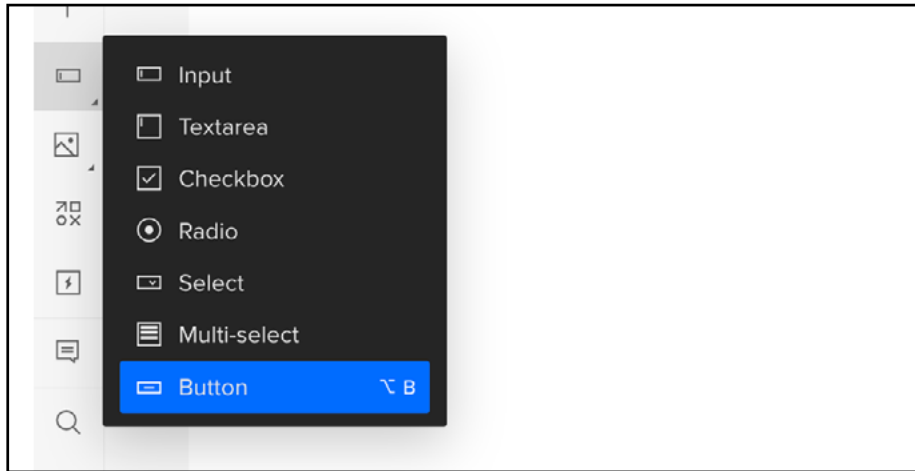 Input
Textarea
Checkbox
Radio
Select
Multi-select
Button ⌥ B